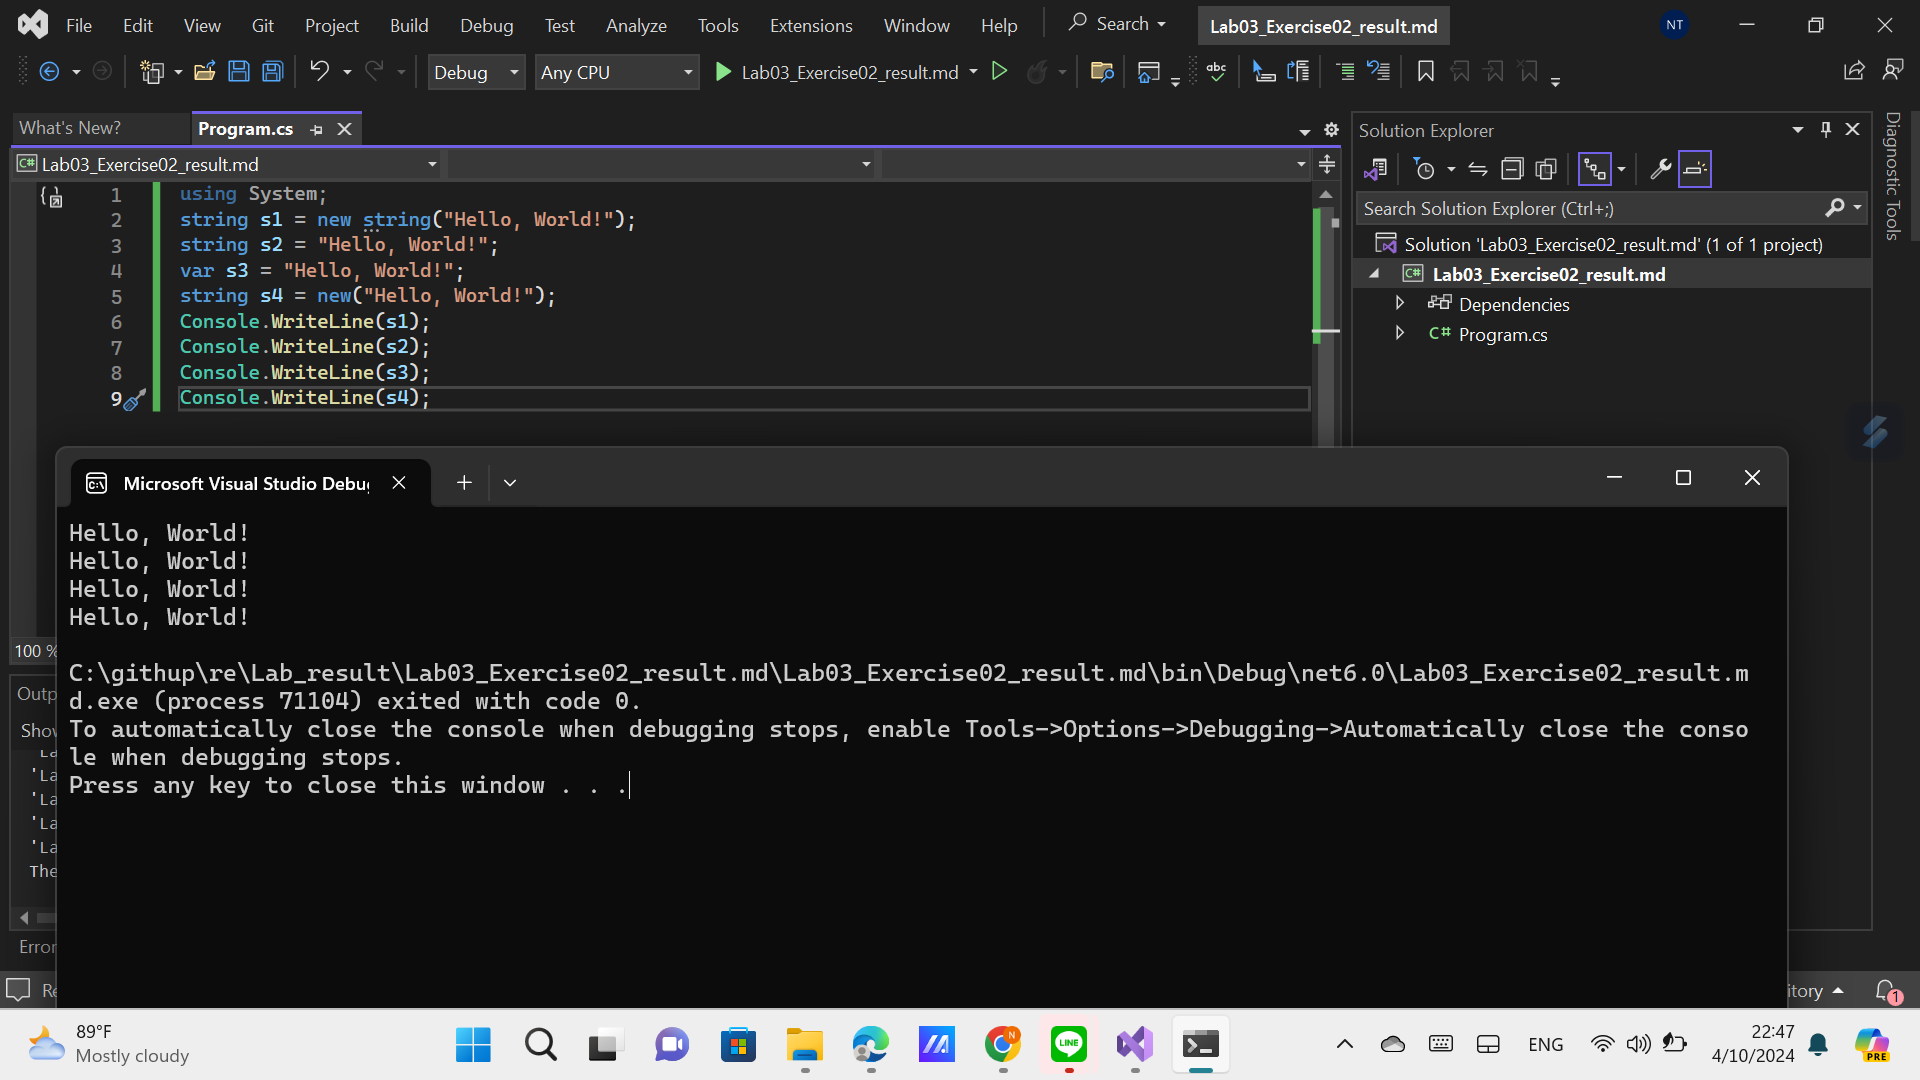 File Edit View Git Project Build Debug Test Analyze Tools Extensions Window Help Search Lab03_Exercise02_result.md NT
Debug Any CPU Lab03_Exercise02_result.md abc
What's New? Program.cs
C# Lab03_Exercise02_result.md
1 using System;
2 string s1 = new string("Hello, World!");
3 string s2 = "Hello, World!";
4 var s3 = "Hello, World!";
5 string s4 = new("Hello, World!");
6 Console.WriteLine(s1);
7 Console.WriteLine(s2);
8 Console.WriteLine(s3);
9 Console.WriteLine(s4);
Solution Explorer
Search Solution Explorer (Ctrl+;)
Solution 'Lab03_Exercise02_result.md' (1 of 1 project)
C# Lab03_Exercise02_result.md
Dependencies
C# Program.cs
Diagnostic Tools
Microsoft Visual Studio Debu
Hello, World!
Hello, World!
Hello, World!
Hello, World!
C:\githup\re\Lab_result\Lab03_Exercise02_result.md\Lab03_Exercise02_result.md\bin\Debug\net6.0\Lab03_Exercise02_result.m
d.exe (process 71104) exited with code 0.
To automatically close the console when debugging stops, enable Tools->Options->Debugging->Automatically close the conso
le when debugging stops.
Press any key to close this window . . .
100 %
Outp
Show
'La
'La
'La
'La
The
Error
Re
itory
1
89°F
Mostly cloudy
LINE
ENG
22:47
4/10/2024
PRE